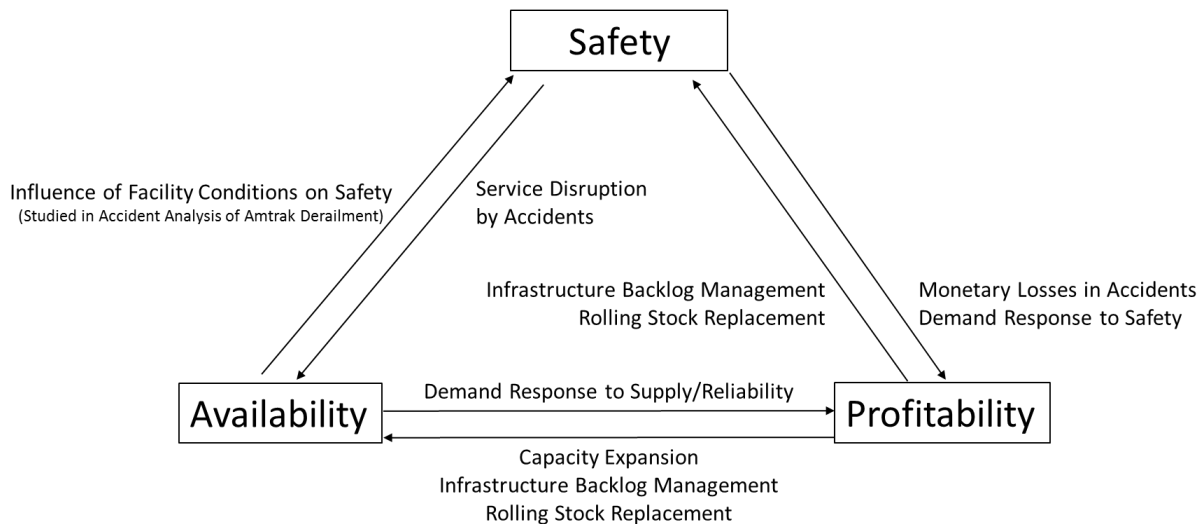 Safety
Influence of Facility Conditions on Safety
(Studied in Accident Analysis of Amtrak Derailment)
Service Disruption
by Accidents
Infrastructure Backlog Management
Rolling Stock Replacement
Monetary Losses in Accidents
Demand Response to Safety
Availability
Demand Response to Supply/Reliability
Profitability
Capacity Expansion
Infrastructure Backlog Management
Rolling Stock Replacement